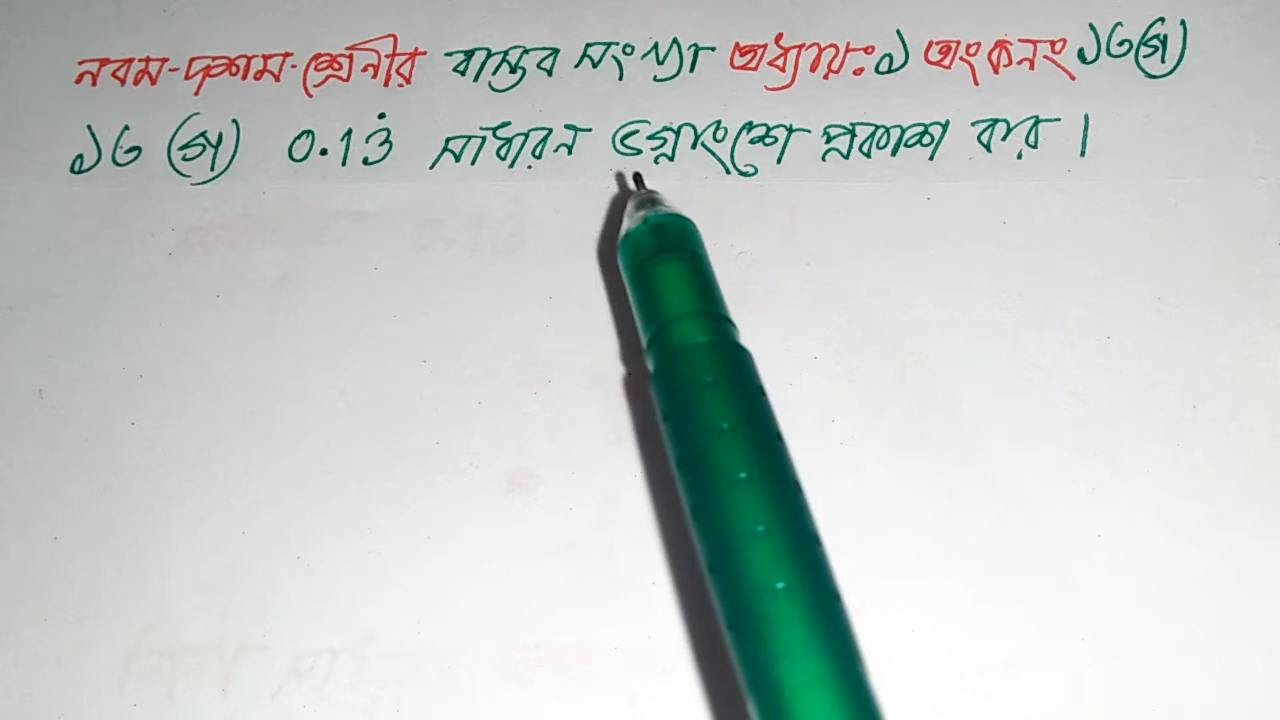 নবম-দশম-শ্রেনীর বাস্তব সংখ্যা অধ্যায়ঃ১ অংকনং ১৩(গ)
১৩ (গ) 0.13̇ সাধারন ভগ্নাংশে প্রকাশ কর।